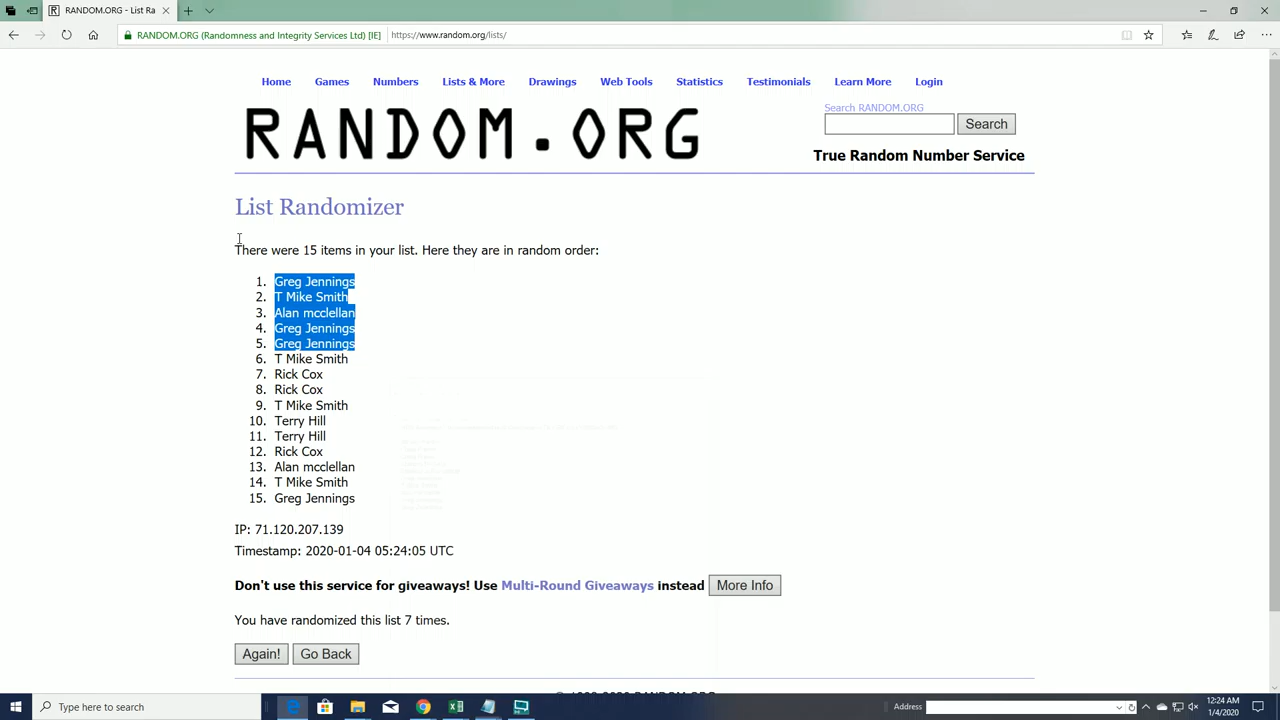 RANDOM.ORG - List Ra
RANDOM.ORG (Randomness and Integrity Services Ltd) [IE] https://www.random.org/lists/
Home Games Numbers Lists & More Drawings Web Tools Statistics Testimonials Learn More Login
Search RANDOM.ORG
RANDOM.ORG
Search
True Random Number Service
List Randomizer
There were 15 items in your list. Here they are in random order:
1. Greg Jennings
2. T Mike Smith
3. Alan mcclellan
4. Greg Jennings
5. Greg Jennings
6. T Mike Smith
7. Rick Cox
8. Rick Cox
9. T Mike Smith
10. Terry Hill
11. Terry Hill
12. Rick Cox
13. Alan mcclellan
14. T Mike Smith
15. Greg Jennings
IP: 71.120.207.139
Timestamp: 2020-01-04 05:24:05 UTC
Don't use this service for giveaways! Use Multi-Round Giveaways instead More Info
You have randomized this list 7 times.
Again! Go Back
Type here to search
Address
12:24 AM
1/4/2020